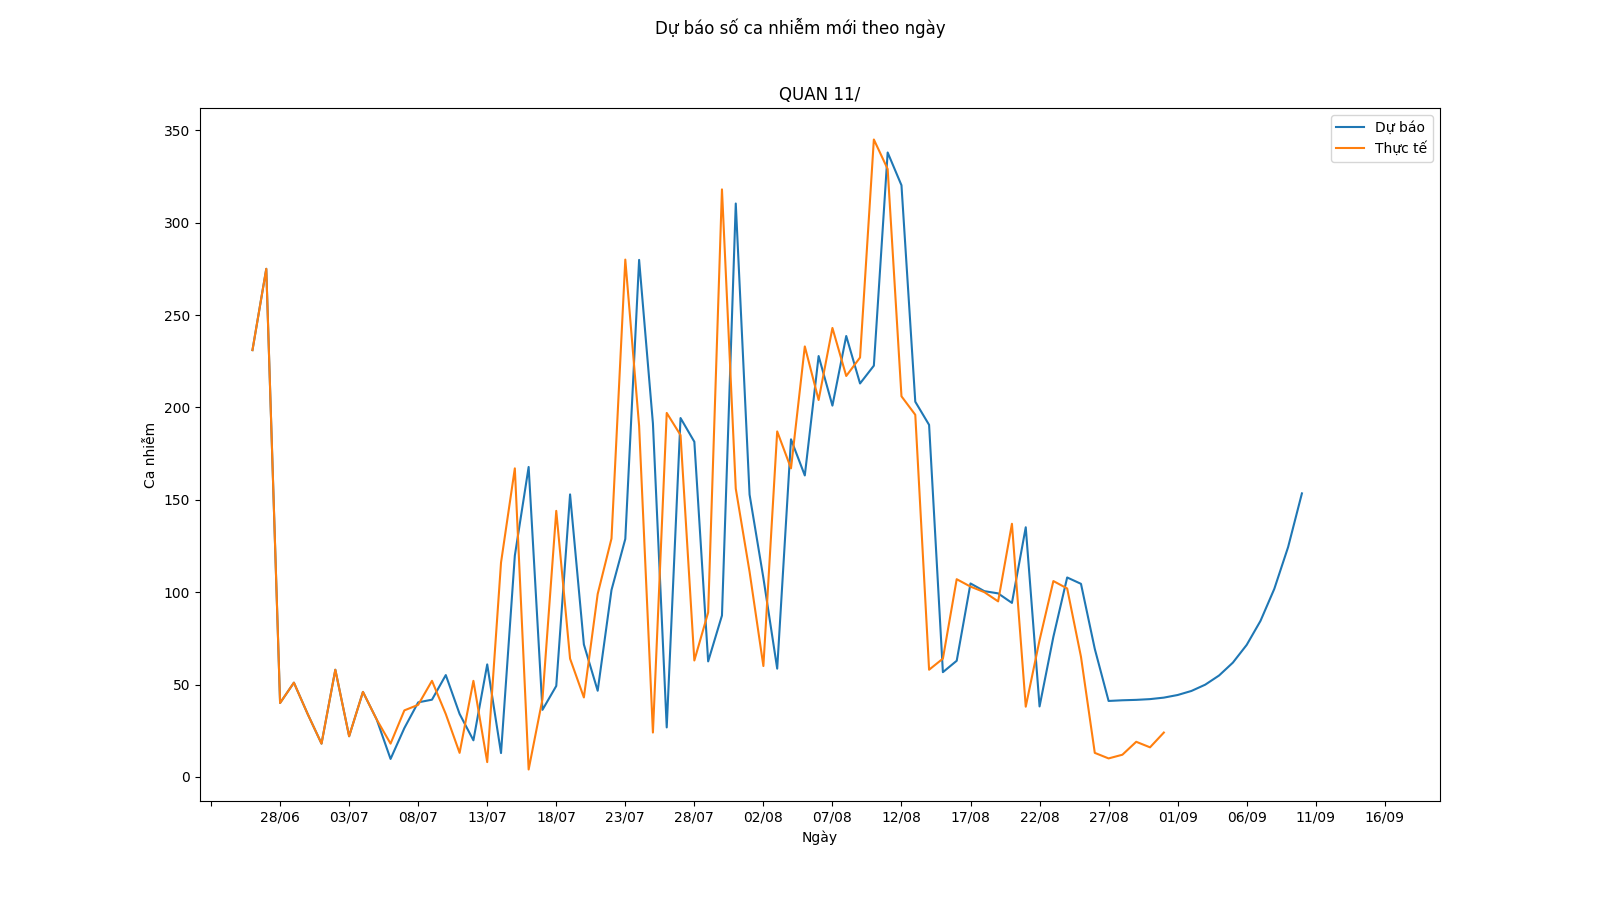 Dự báo số ca nhiễm mới theo ngày
QUAN 11/
Dự báo
Thực tế
350
300
250
200
150
100
50
0
Ca nhiễm
28/06 03/07 08/07 13/07 18/07 23/07 28/07 02/08 07/08 12/08 17/08 22/08 27/08 01/09 06/09 11/09 16/09
Ngày